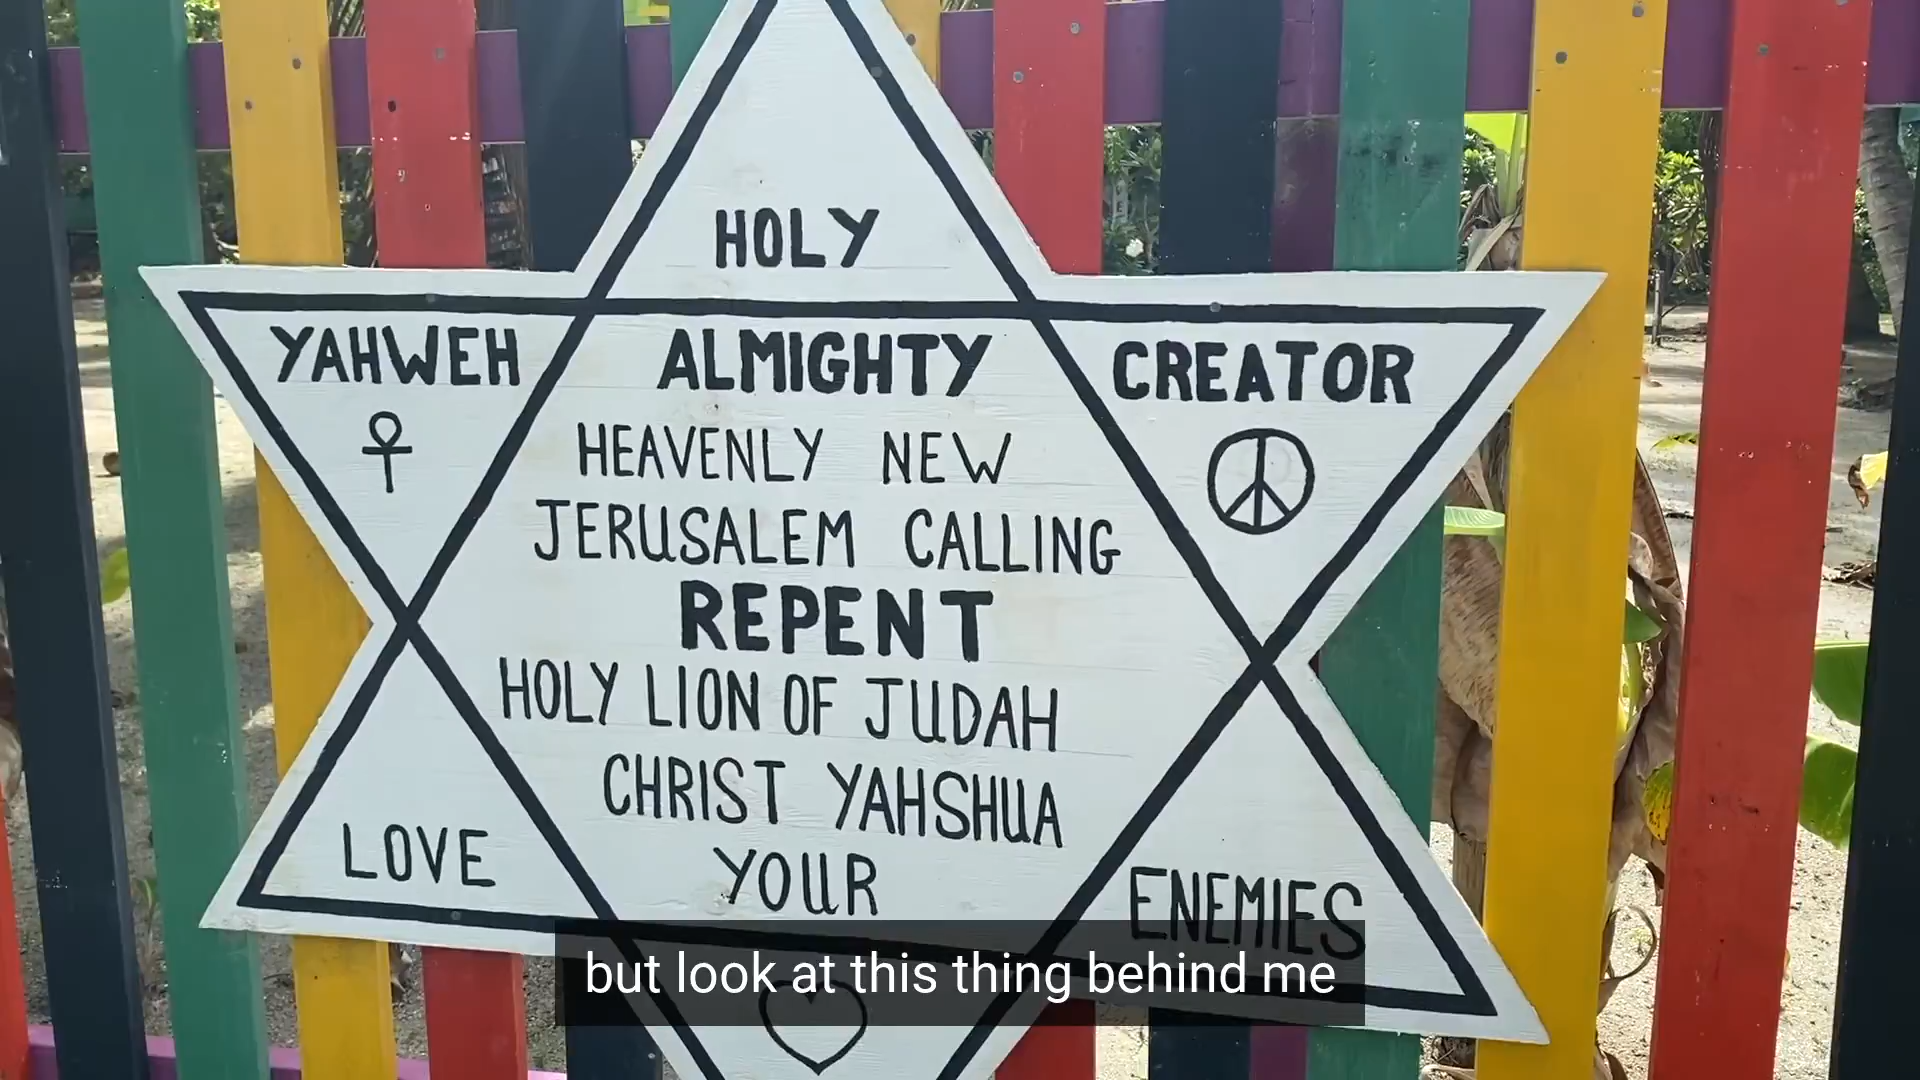 HOLY
YAHWEH ALMIGHTY CREATOR
HEAVENLY NEW
JERUSALEM CALLING
REPENT
HOLY LION OF JUDAH
CHRIST YAHSHUA
LOVE YOUR ENEMIES
but look at this thing behind me